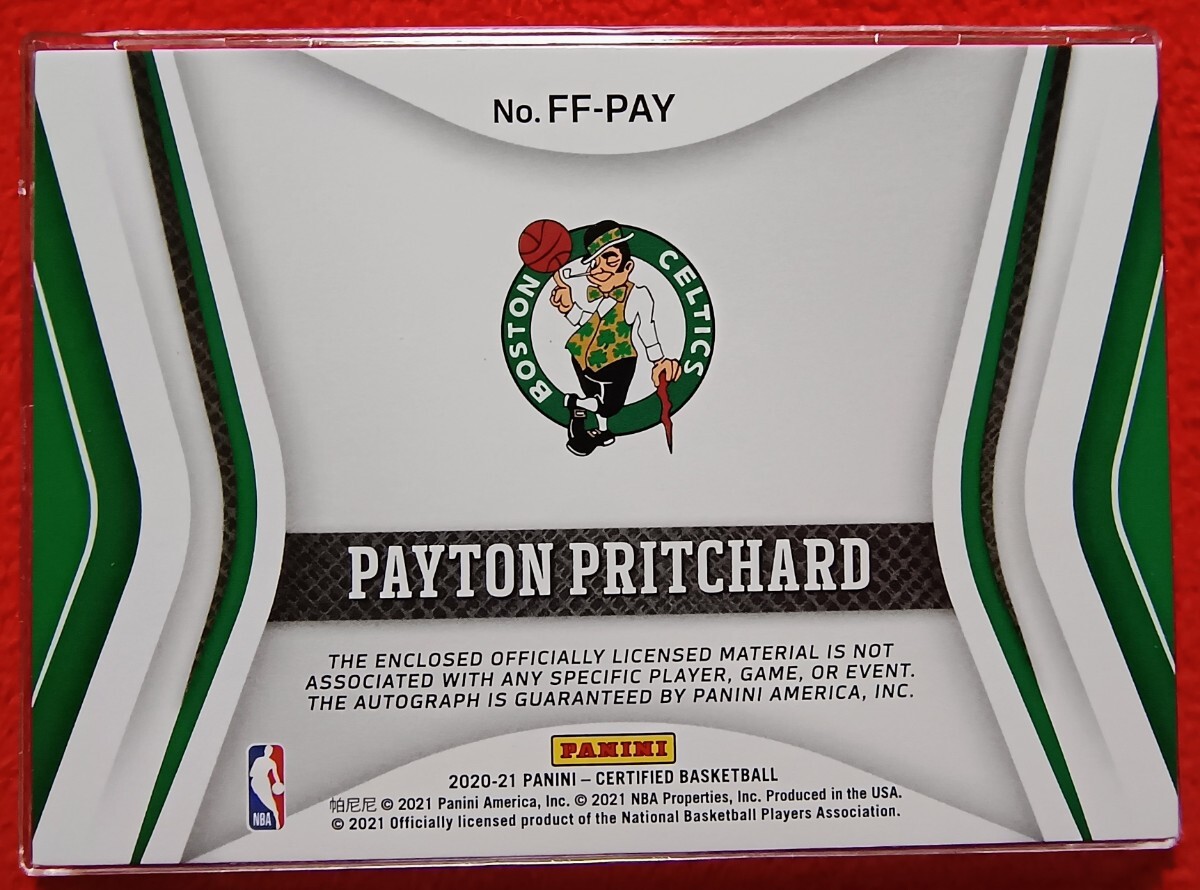 No. FF-PAY
BOSTON CELTICS
PAYTON PRITCHARD
THE ENCLOSED OFFICIALLY LICENSED MATERIAL IS NOT
ASSOCIATED WITH ANY SPECIFIC PLAYER, GAME, OR EVENT.
THE AUTOGRAPH IS GUARANTEED BY PANINI AMERICA, INC.
PANINI
2020-21 PANINI – CERTIFIED BASKETBALL
帕尼尼 © 2021 Panini America, Inc. © 2021 NBA Properties, Inc. Produced in the USA.
© 2021 Officially licensed product of the National Basketball Players Association.
NBA